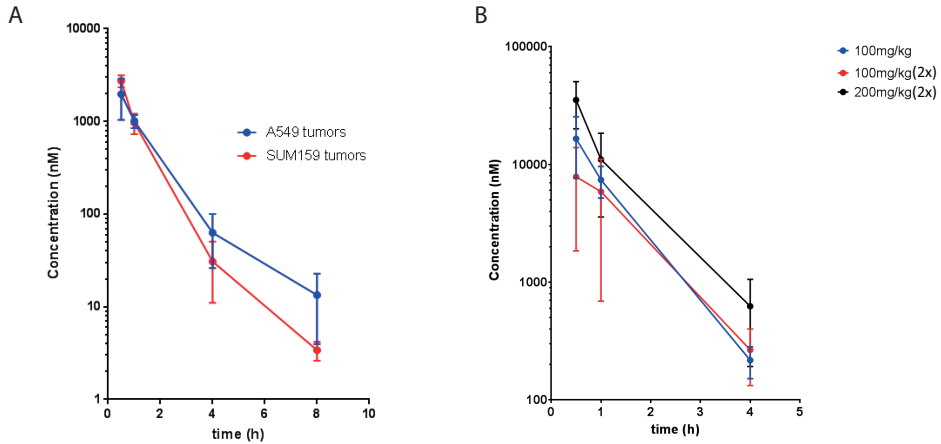 A
Concentration (nM)
10000
1000
100
10
1
A549 tumors
SUM159 tumors
0
2
4
6
8
10
time (h)
B
Concentration (nM)
100000
10000
1000
100
0
1
2
3
4
5
time (h)
100mg/kg
100mg/kg(2x)
200mg/kg(2x)